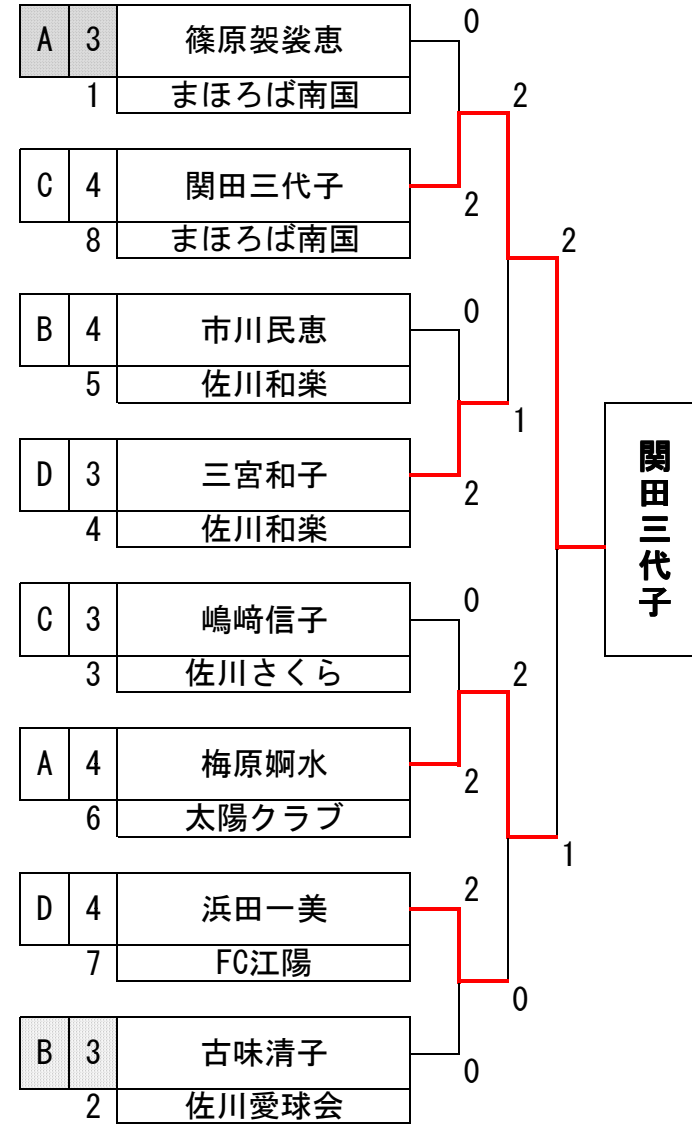 A 3 篠原袈裟恵 0
1 まほろば南国 2
C 4 関田三代子 2
8 まほろば南国 2
B 4 市川民恵 0
5 佐川和楽 1
D 3 三宮和子 2
4 佐川和楽
関田三代子
C 3 嶋﨑信子 0
3 佐川さくら 2
A 4 梅原婀水 2
6 太陽クラブ 1
D 4 浜田一美 2
7 FC江陽 0
B 3 古味清子 0
2 佐川愛球会